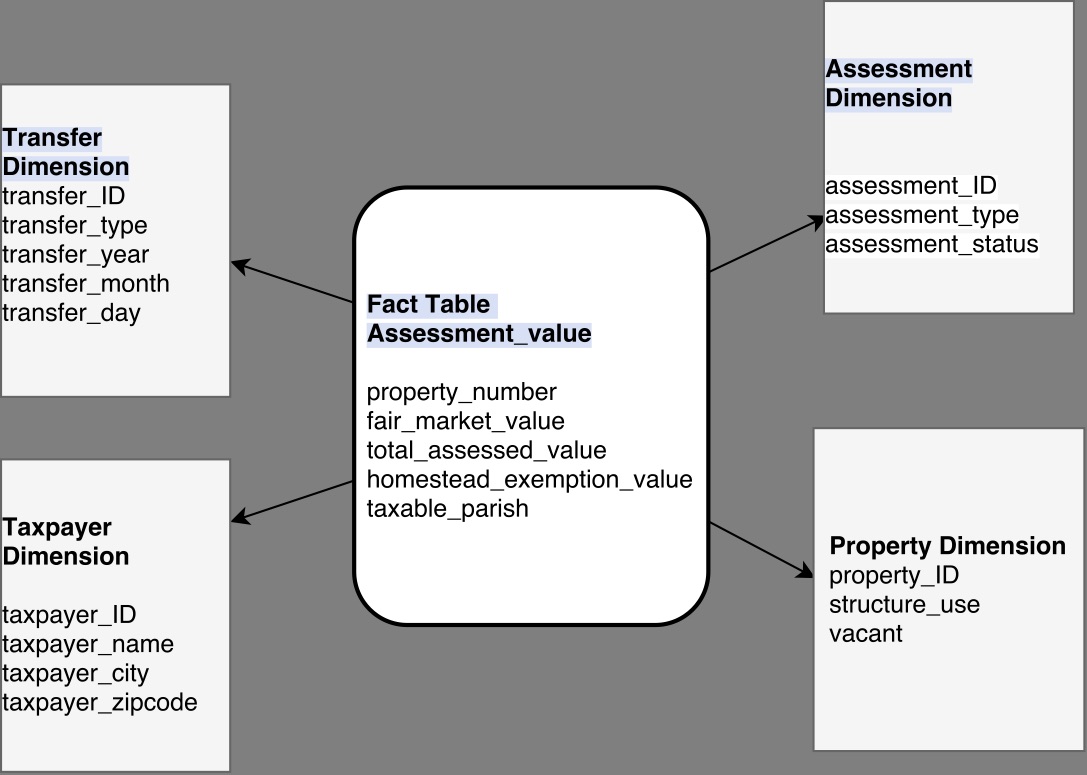 Transfer
Dimension
transfer_ID
transfer_type
transfer_year
transfer_month
transfer_day
Taxpayer
Dimension
taxpayer_ID
taxpayer_name
taxpayer_city
taxpayer_zipcode
Fact Table
Assessment_value
property_number
fair_market_value
total_assessed_value
homestead_exemption_value
taxable_parish
Assessment
Dimension
assessment_ID
assessment_type
assessment_status
Property Dimension
property_ID
structure_use
vacant